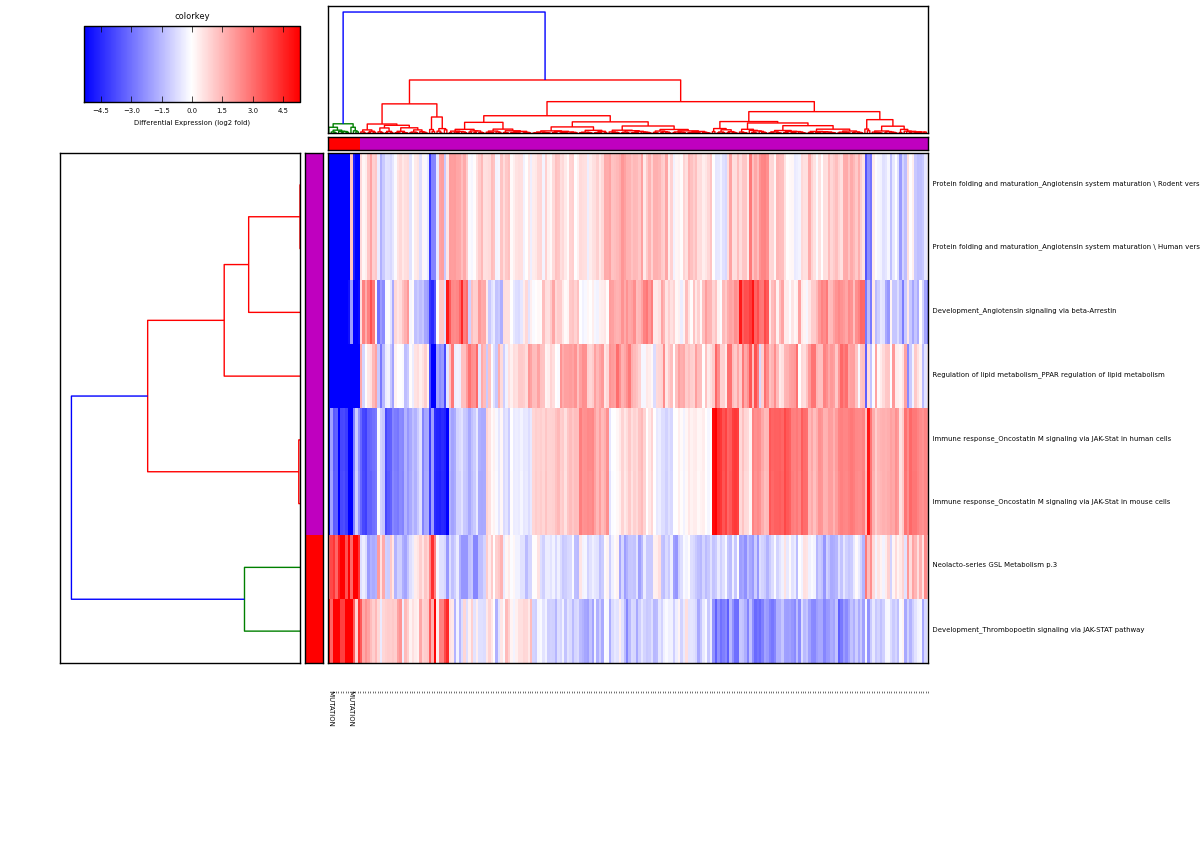 colorkey
−4.5 −3.0 −1.5 0.0 1.5 3.0 4.5
Differential Expression (log2 fold)
Protein folding and maturation_Angiotensin system maturation \ Rodent vers
Protein folding and maturation_Angiotensin system maturation \ Human vers
Development_Angiotensin signaling via beta-Arrestin
Regulation of lipid metabolism_PPAR regulation of lipid metabolism
Immune response_Oncostatin M signaling via JAK-Stat in human cells
Immune response_Oncostatin M signaling via JAK-Stat in mouse cells
Neolacto-series GSL Metabolism p.3
Development_Thrombopoetin signaling via JAK-STAT pathway
MUTATION
MUTATION